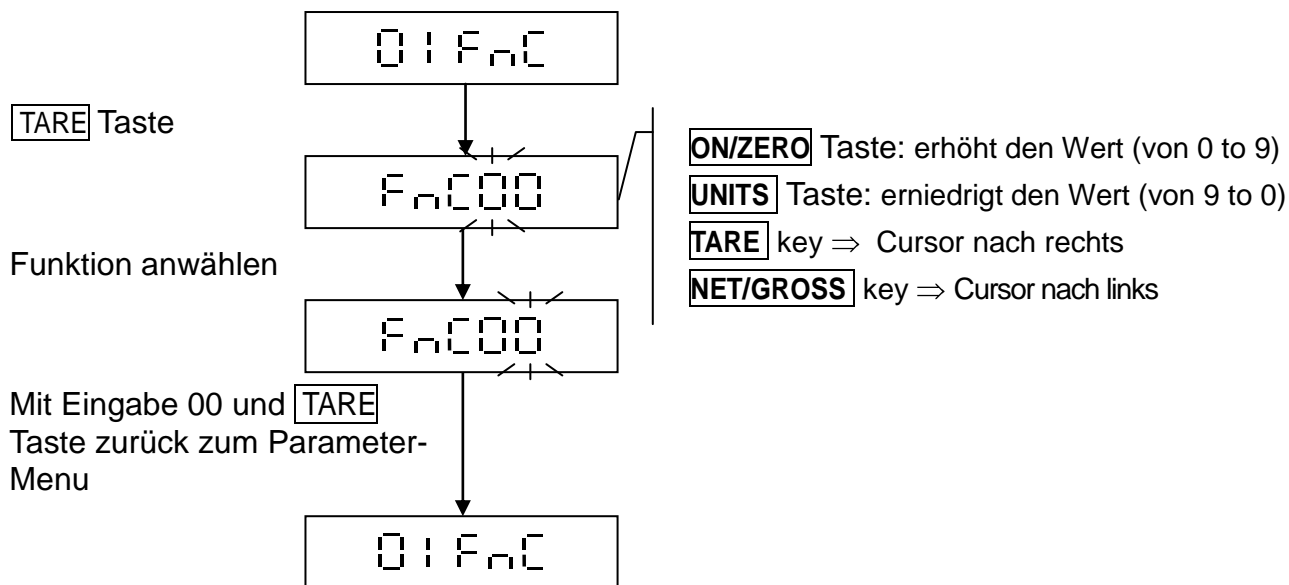 01FnC
TARE Taste
FnC00
Funktion anwählen
FnC00
Mit Eingabe 00 und TARE
Taste zurück zum Parameter-
Menu
01FnC
ON/ZERO Taste: erhöht den Wert (von 0 to 9)
UNITS Taste: erniedrigt den Wert (von 9 to 0)
TARE key ⇒ Cursor nach rechts
NET/GROSS key ⇒ Cursor nach links